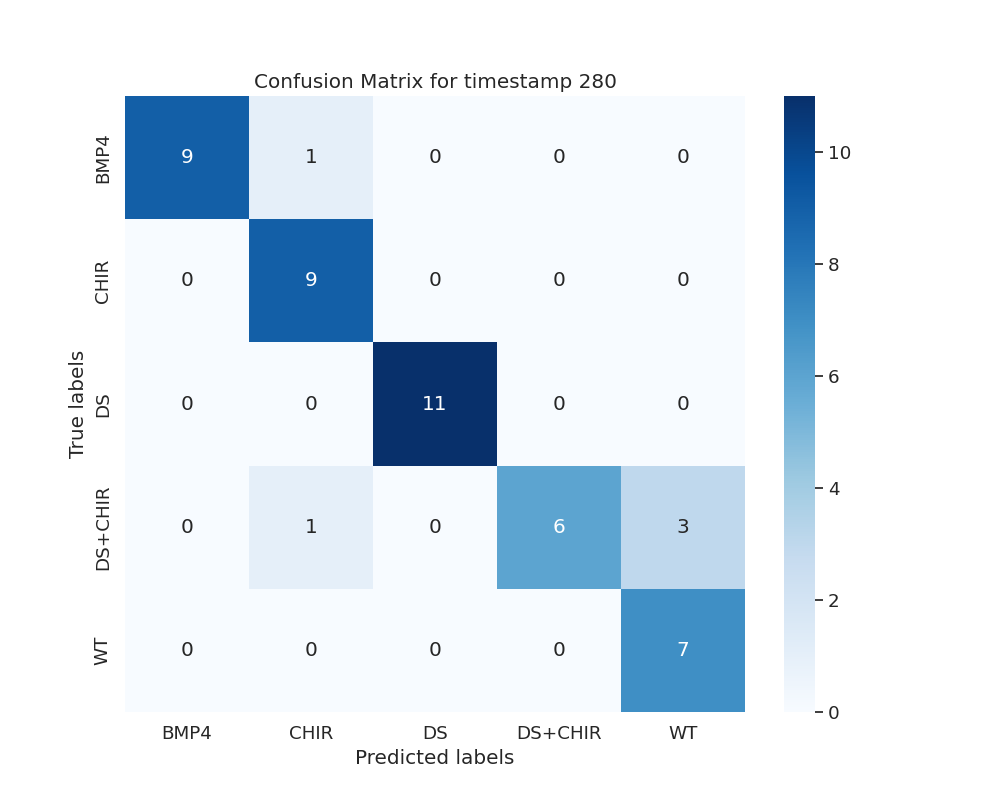 Confusion Matrix for timestamp 280
BMP4 9 1 0 0 0
CHIR 0 9 0 0 0
DS 0 0 11 0 0
DS+CHIR 0 1 0 6 3
WT 0 0 0 0 7
True labels
BMP4 CHIR DS DS+CHIR WT
Predicted labels
10
8
6
4
2
0